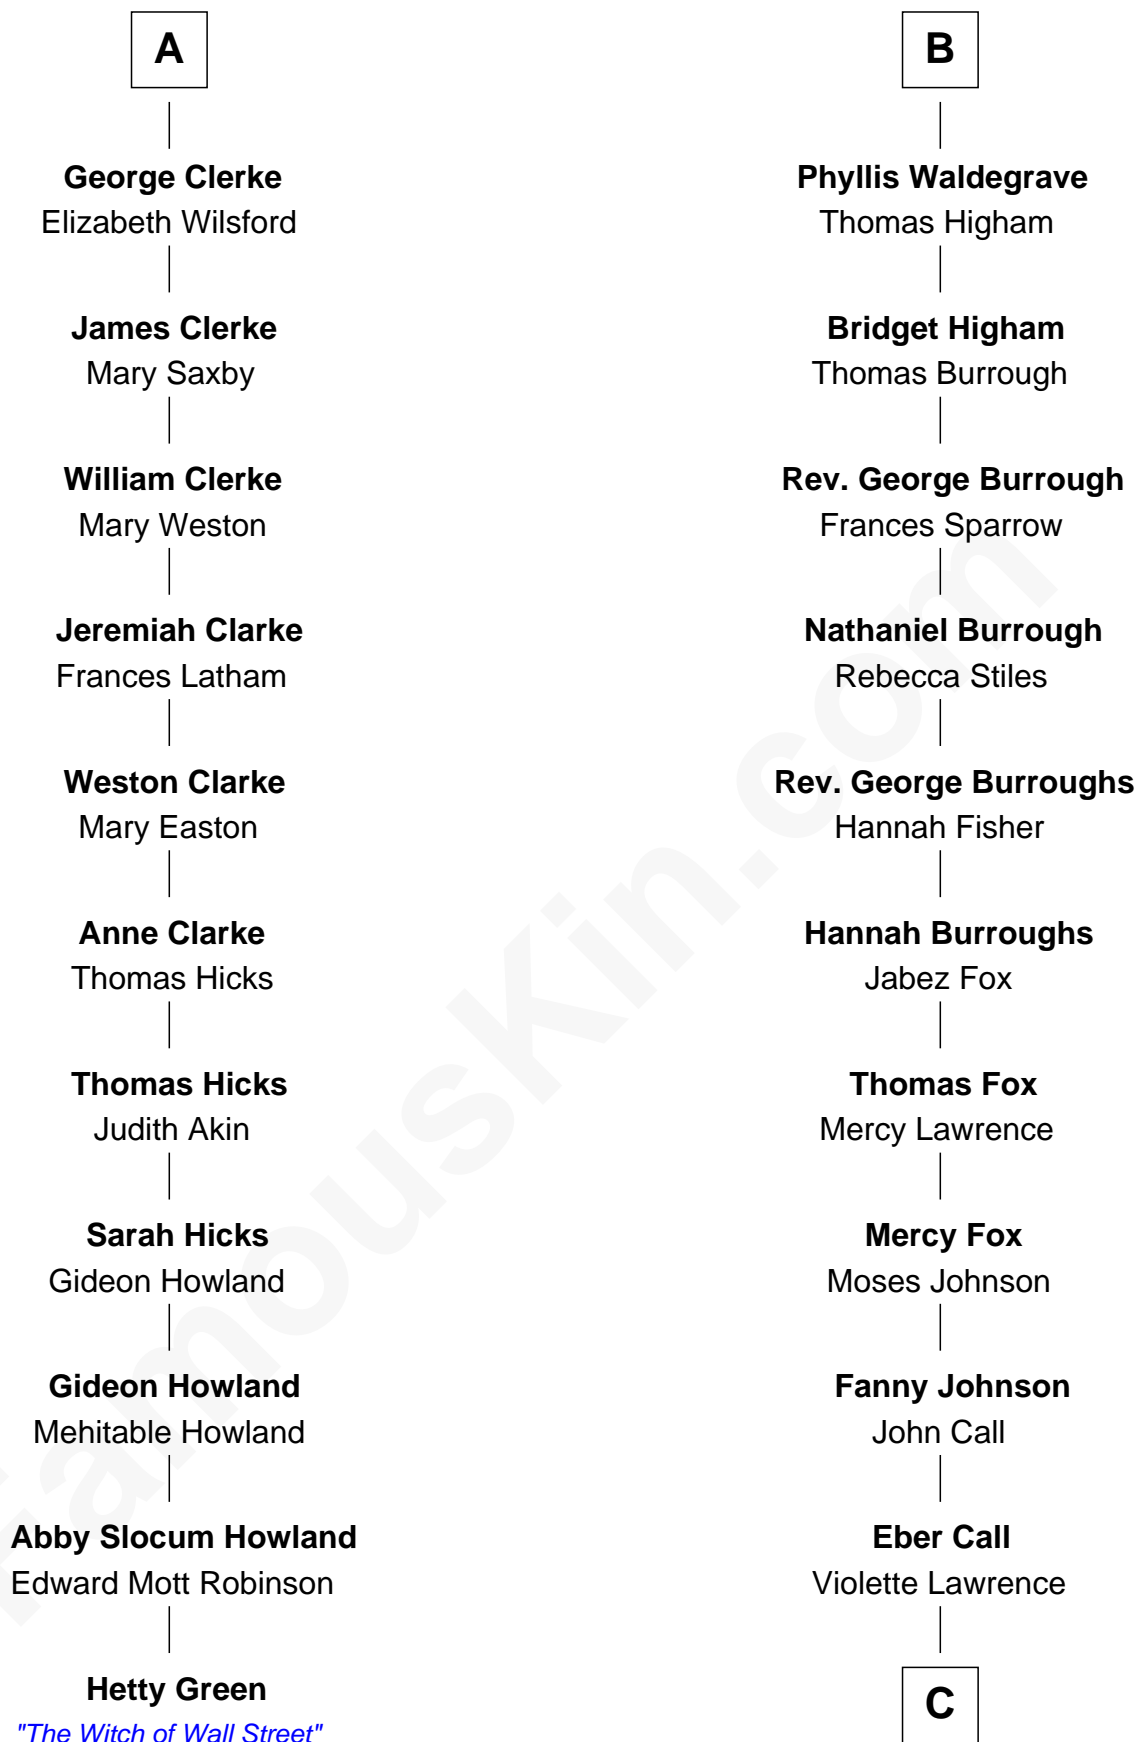 A
George Clerke
Elizabeth Wilsford
James Clerke
Mary Saxby
William Clerke
Mary Weston
Jeremiah Clarke
Frances Latham
Weston Clarke
Mary Easton
Anne Clarke
Thomas Hicks
Thomas Hicks
Judith Akin
Sarah Hicks
Gideon Howland
Gideon Howland
Mehitable Howland
Abby Slocum Howland
Edward Mott Robinson
Hetty Green
"The Witch of Wall Street"
B
Phyllis Waldegrave
Thomas Higham
Bridget Higham
Thomas Burrough
Rev. George Burrough
Frances Sparrow
Nathaniel Burrough
Rebecca Stiles
Rev. George Burroughs
Hannah Fisher
Hannah Burroughs
Jabez Fox
Thomas Fox
Mercy Lawrence
Mercy Fox
Moses Johnson
Fanny Johnson
John Call
Eber Call
Violette Lawrence
C
FamousKin.com